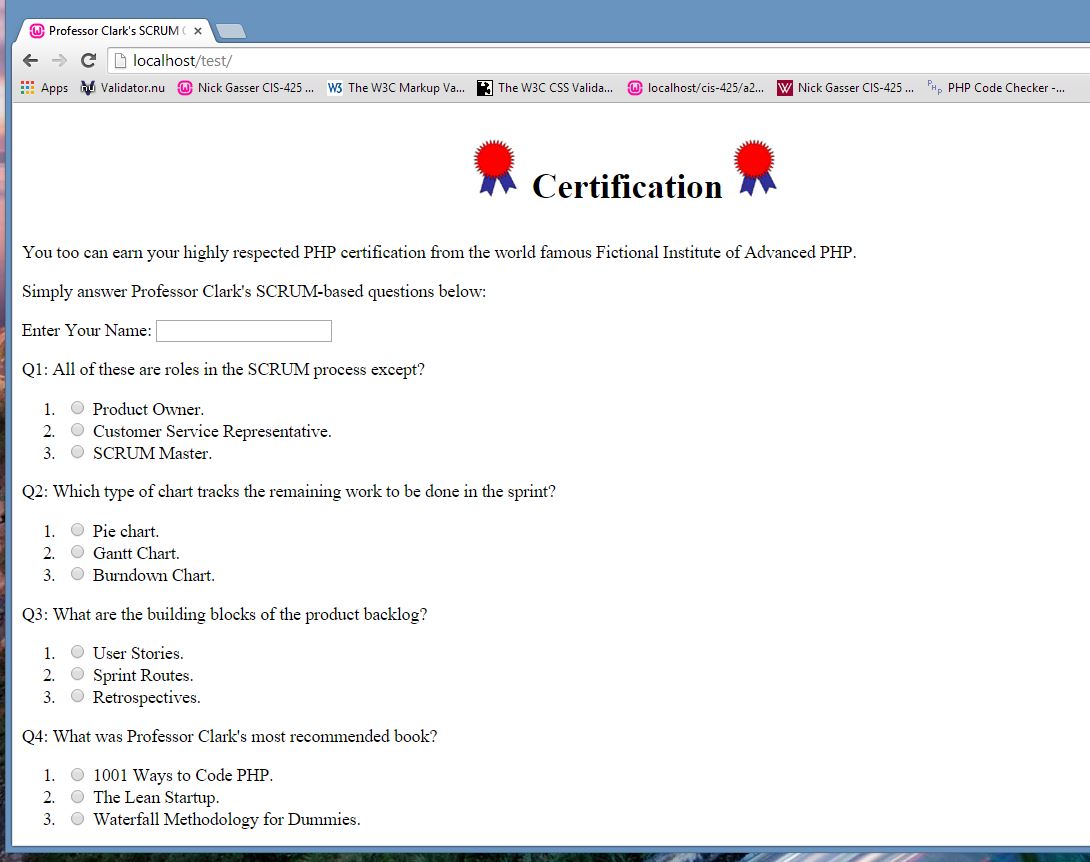 Professor Clark's SCRUM
localhost/test/
Apps Validator.nu Nick Gasser CIS-425 ... W3 The W3C Markup Va... The W3C CSS Valida... localhost/cis-425/a2... W Nick Gasser CIS-425 ... PHP PHP Code Checker -...
Certification
You too can earn your highly respected PHP certification from the world famous Fictional Institute of Advanced PHP.
Simply answer Professor Clark's SCRUM-based questions below:
Enter Your Name:
Q1: All of these are roles in the SCRUM process except?
1. Product Owner.
2. Customer Service Representative.
3. SCRUM Master.
Q2: Which type of chart tracks the remaining work to be done in the sprint?
1. Pie chart.
2. Gantt Chart.
3. Burndown Chart.
Q3: What are the building blocks of the product backlog?
1. User Stories.
2. Sprint Routes.
3. Retrospectives.
Q4: What was Professor Clark's most recommended book?
1. 1001 Ways to Code PHP.
2. The Lean Startup.
3. Waterfall Methodology for Dummies.